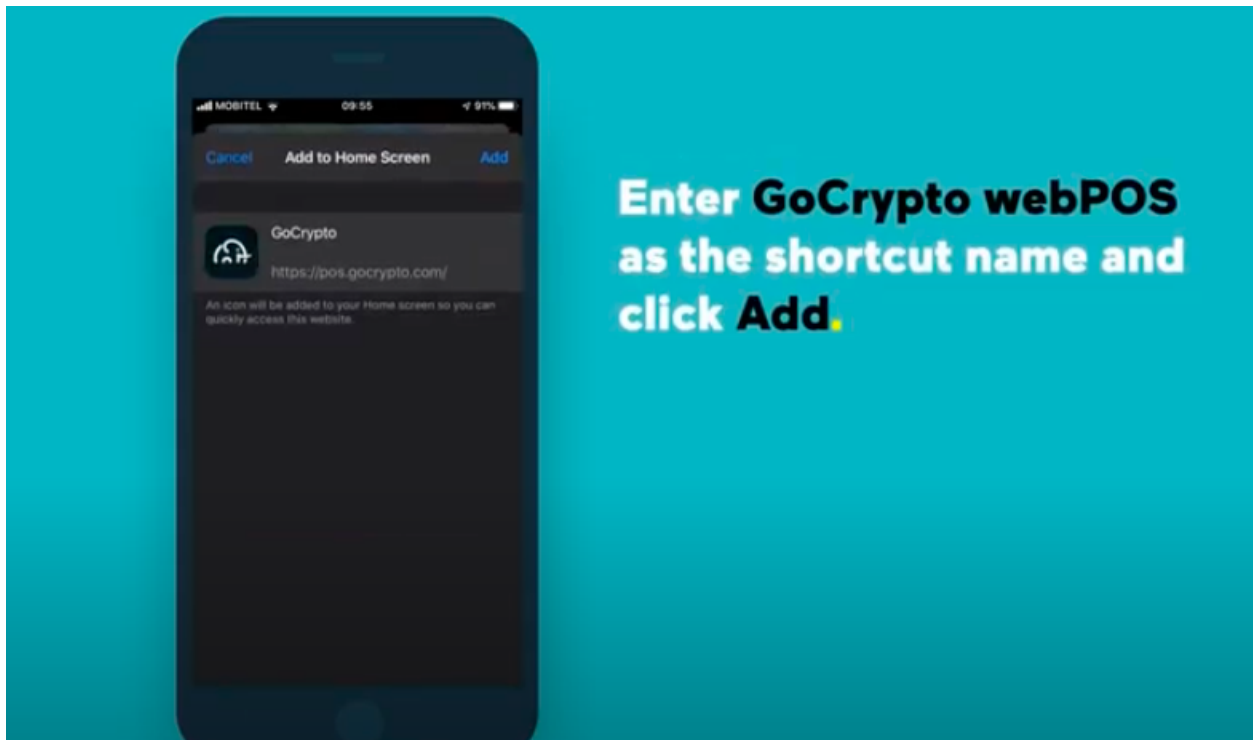 MOBITEL 09:55 91%
Cancel Add to Home Screen Add
GoCrypto
https://pos.gocrypto.com/
An icon will be added to your Home screen so you can
quickly access this website.
Enter GoCrypto webPOS
as the shortcut name and
click Add.